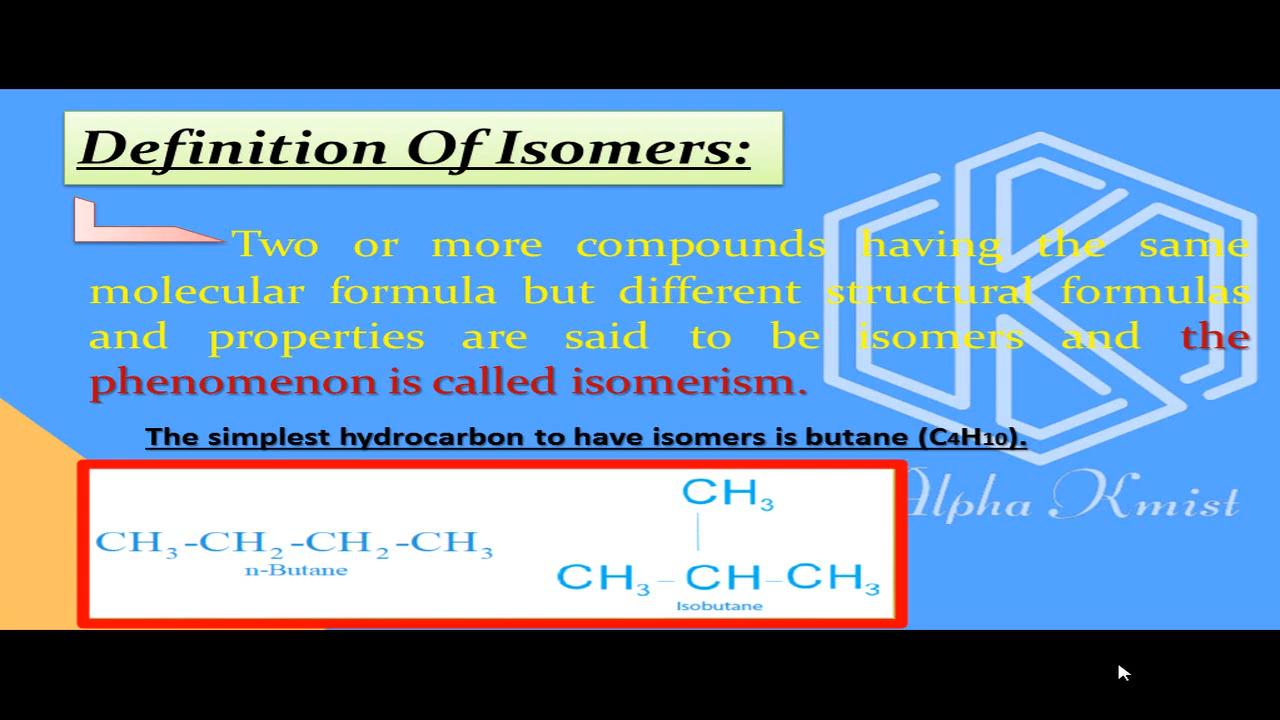 Definition Of Isomers:
Two or more compounds having the same
molecular formula but different structural formulas
and properties are said to be isomers and the
phenomenon is called isomerism.
The simplest hydrocarbon to have isomers is butane (C4H10).
CH3-CH2-CH2-CH3
n-Butane
CH3
CH3-CH-CH3
Isobutane
Alpha Kmist